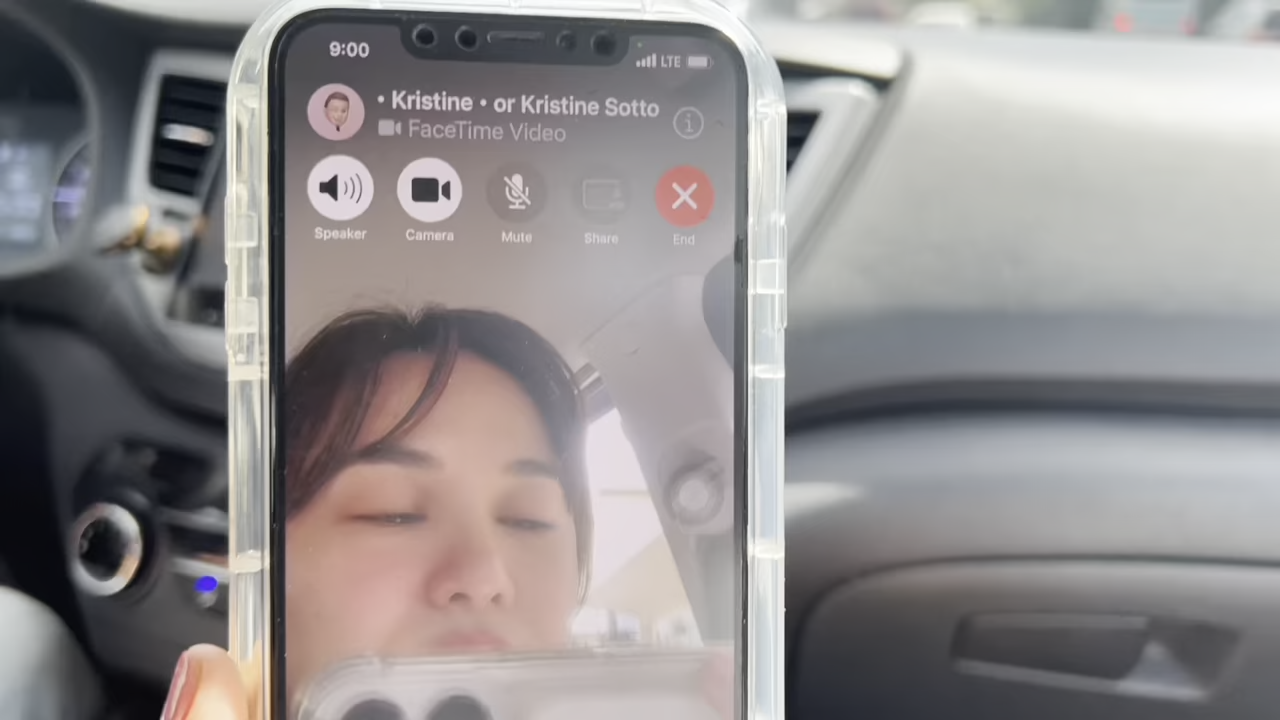 9:00
LTE
• Kristine • or Kristine Sotto
FaceTime Video
Speaker
Camera
Mute
Share
End